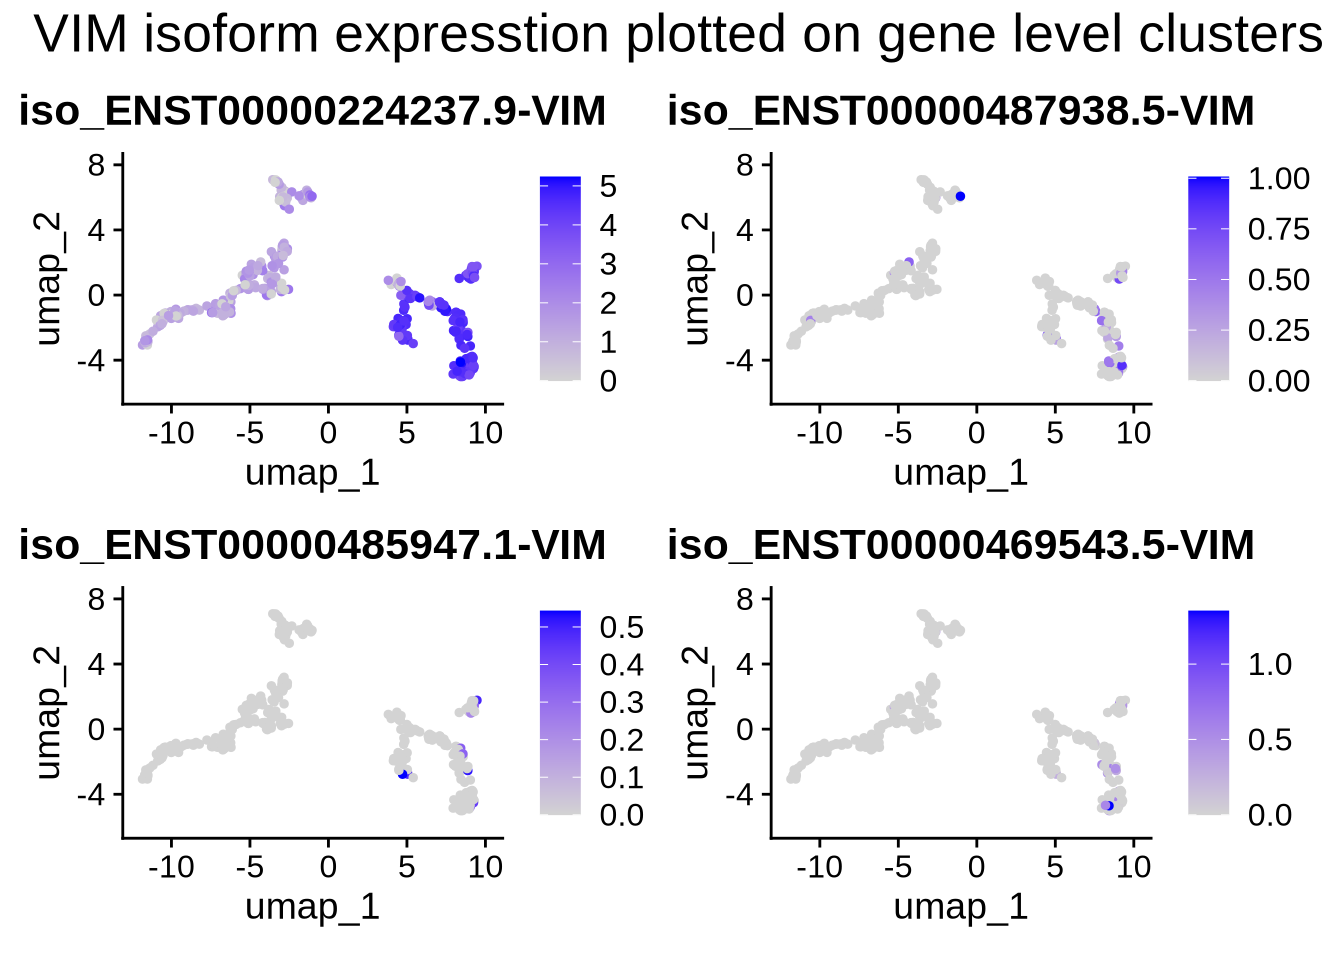 VIM isoform expresstion plotted on gene level clusters
iso_ENST00000224237.9-VIM
8
4
0
-4
umap_2
-10 -5 0 5 10
umap_1
5
4
3
2
1
0
iso_ENST00000487938.5-VIM
8
4
0
-4
umap_2
-10 -5 0 5 10
umap_1
1.00
0.75
0.50
0.25
0.00
iso_ENST00000485947.1-VIM
8
4
0
-4
umap_2
-10 -5 0 5 10
umap_1
0.5
0.4
0.3
0.2
0.1
0.0
iso_ENST00000469543.5-VIM
8
4
0
-4
umap_2
-10 -5 0 5 10
umap_1
1.0
0.5
0.0